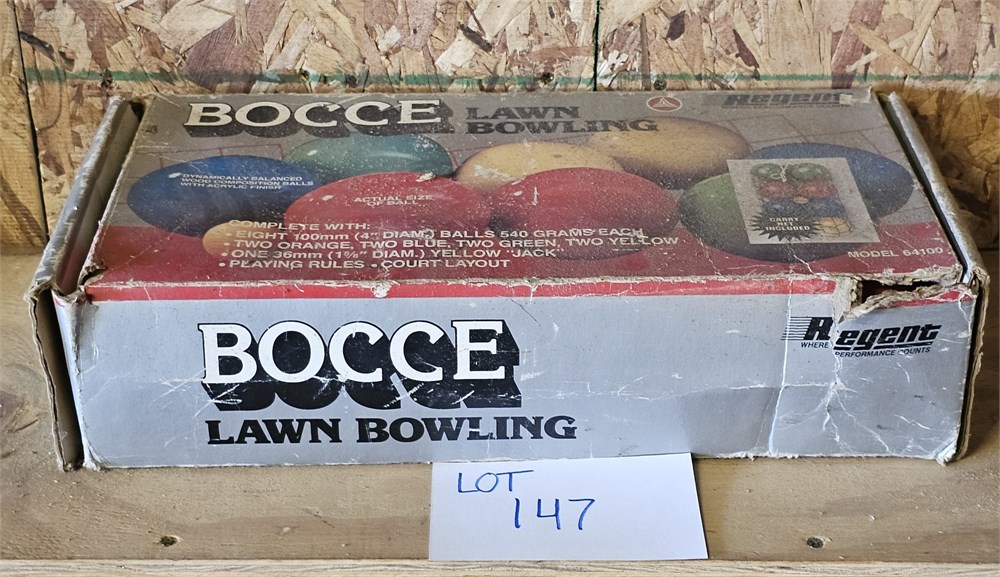 BOCCE
LAWN
BOWLING
Regent
DYNAMICALLY BALANCED
WOOD COMPOSITION BALLS
WITH ACRYLIC FINISH
ACTUAL SIZE
OF BALL
CARRY
NET
INCLUDED
COMPLETE WITH:
• EIGHT 100mm (4" DIAM.) BALLS 540 GRAMS EACH
• TWO ORANGE, TWO BLUE, TWO GREEN, TWO YELLOW
• ONE 36mm (1⅜" DIAM.) YELLOW 'JACK'
• PLAYING RULES • COURT LAYOUT
MODEL 64100
BOCCE
LAWN BOWLING
Regent
WHERE PERFORMANCE COUNTS
LOT
147